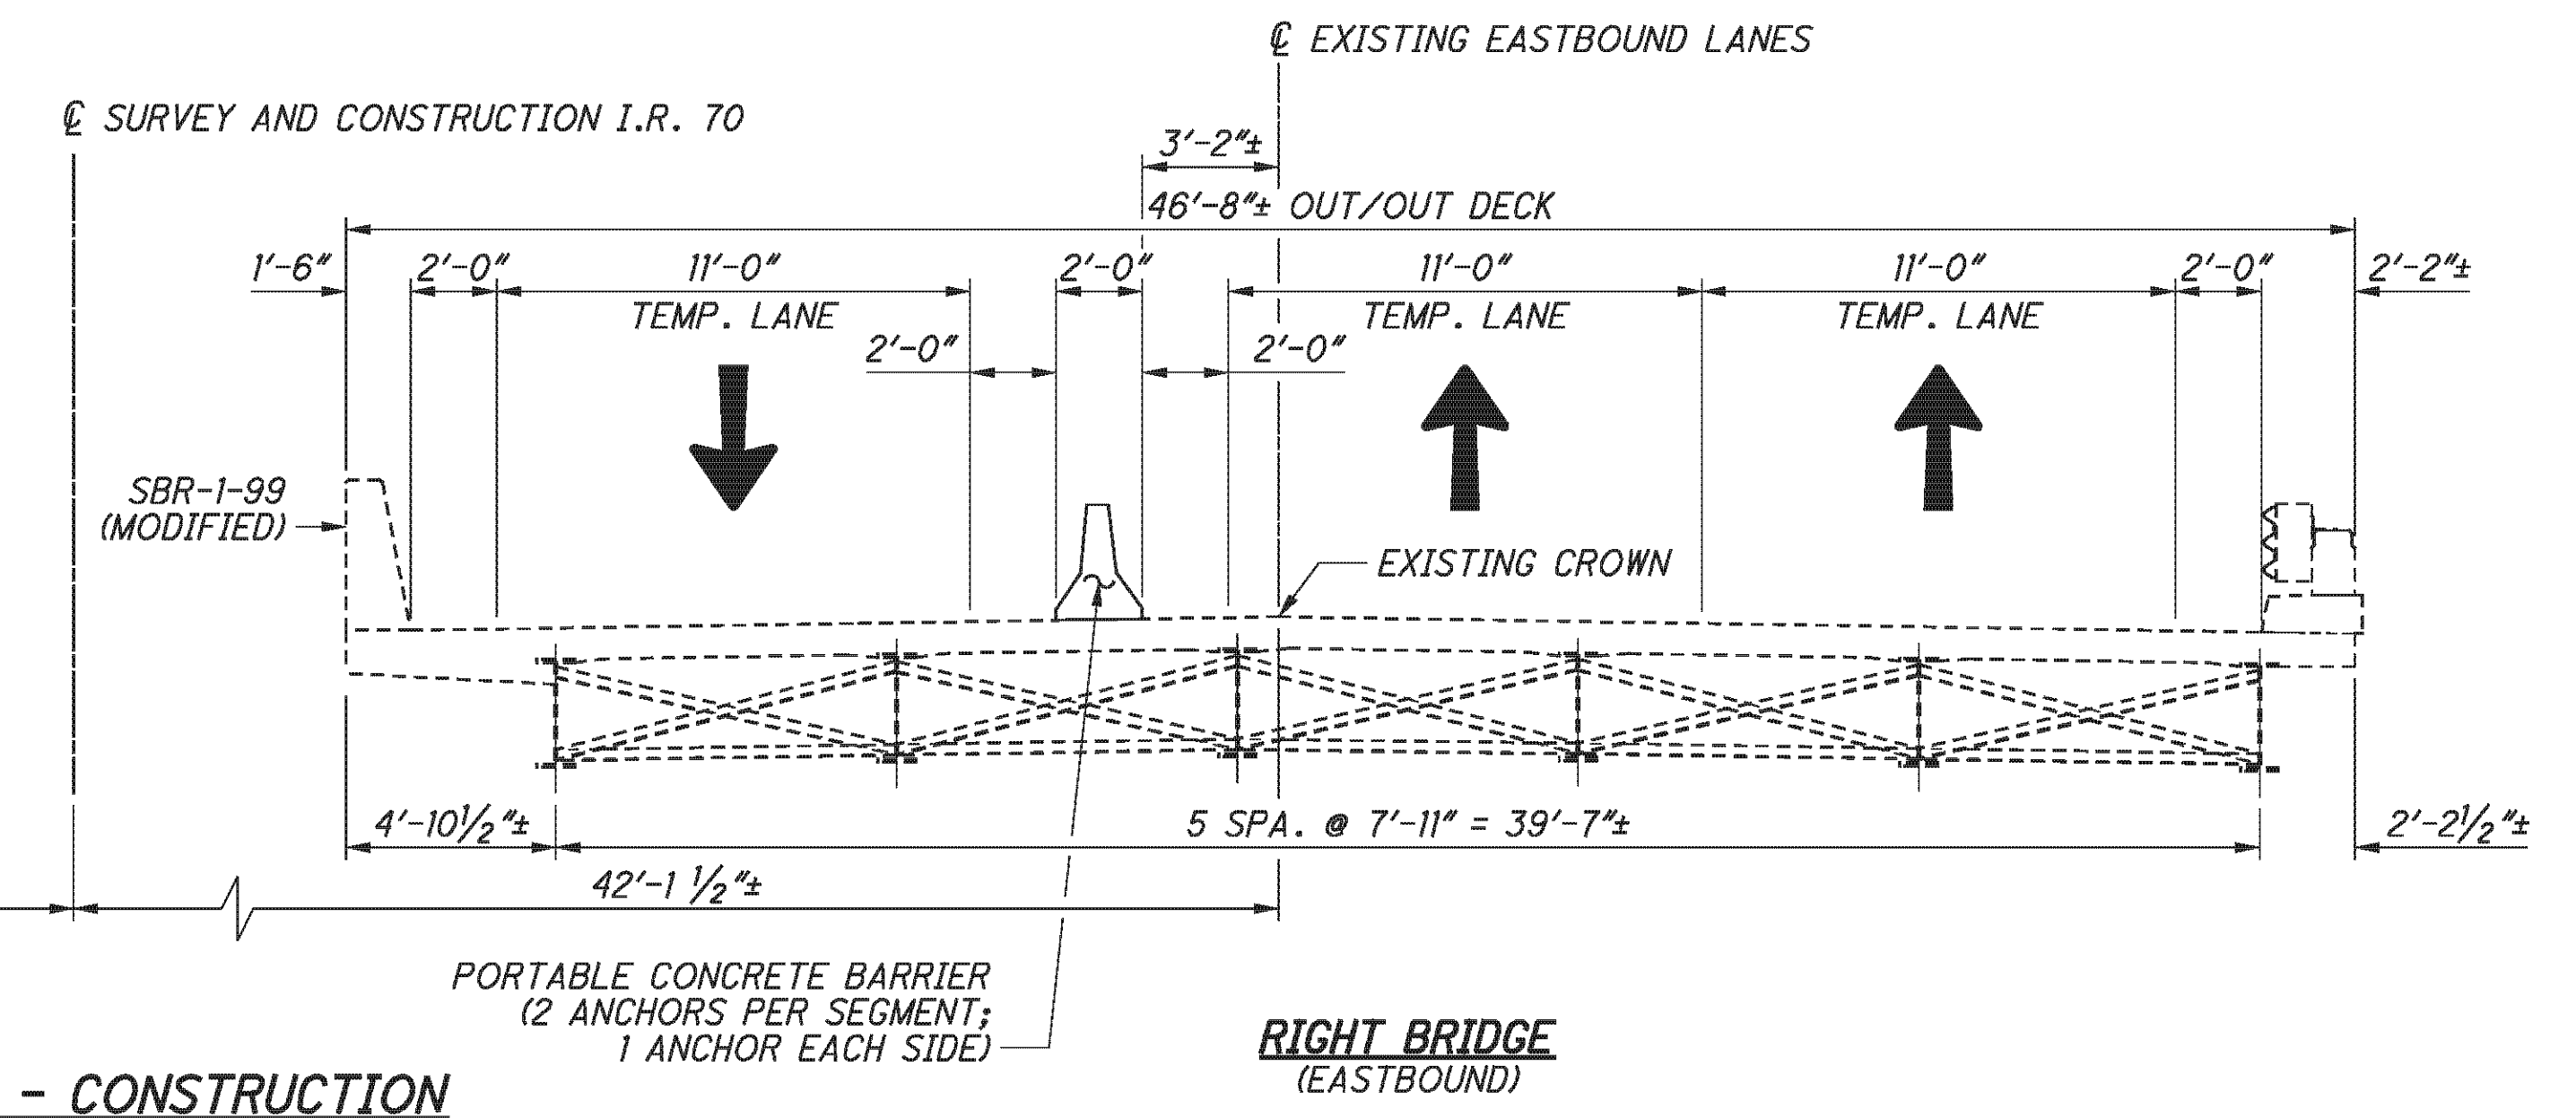 ℄ EXISTING EASTBOUND LANES
℄ SURVEY AND CONSTRUCTION I.R. 70
3'-2"±
46'-8"± OUT/OUT DECK
1'-6" 2'-0" 11'-0" 2'-0" 11'-0" 11'-0" 2'-0" 2'-2"±
TEMP. LANE TEMP. LANE TEMP. LANE
2'-0" 2'-0"
SBR-1-99
(MODIFIED)
EXISTING CROWN
4'-10½"± 5 SPA. @ 7'-11" = 39'-7"± 2'-2½"±
42'-1 ½"±
PORTABLE CONCRETE BARRIER
(2 ANCHORS PER SEGMENT;
1 ANCHOR EACH SIDE)
RIGHT BRIDGE
(EASTBOUND)
- CONSTRUCTION